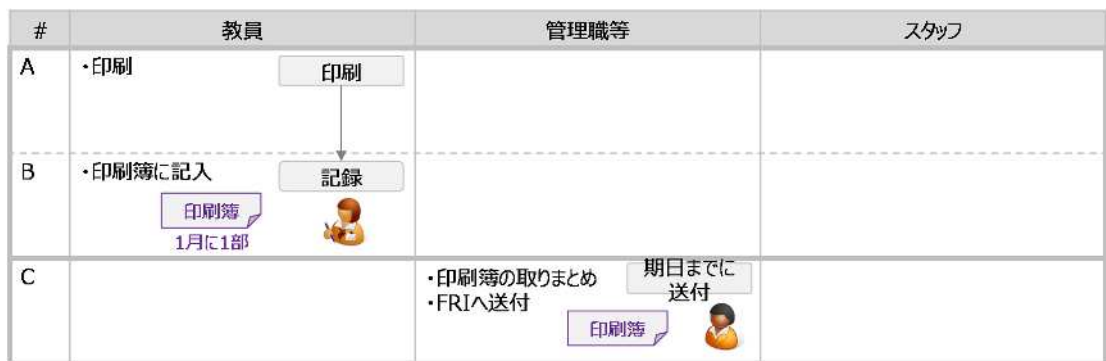 # 教員 管理職等 スタッフ
A ・印刷 印刷
B ・印刷簿に記入 記録
印刷簿
1月に1部
C ・印刷簿の取りまとめ 期日までに
・FRIへ送付 送付
印刷簿